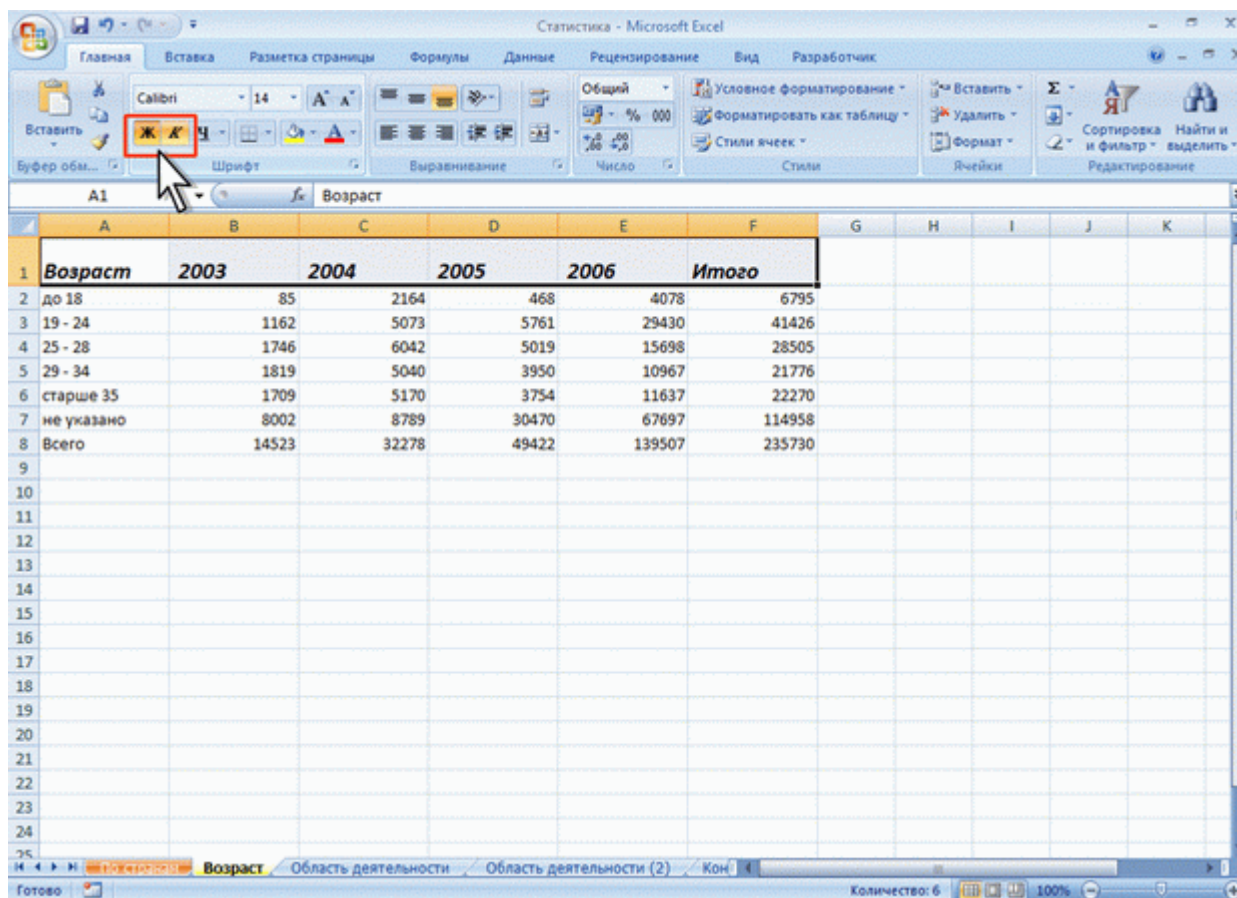 Статистика - Microsoft Excel
Главная Вставка Разметка страницы Формулы Данные Рецензирование Вид Разработчик
Вставить
Буфер обм...
Calibri 14
Ж К Ч
Шрифт
Выравнивание
Общий
% 000
Число
Условное форматирование
Форматировать как таблицу
Стили ячеек
Стили
Вставить
Удалить
Формат
Ячейки
Σ
Сортировка и фильтр
Найти и выделить
Редактирование
A1 fx Возраст
A B C D E F G H I J K
1 Возраст 2003 2004 2005 2006 Итого
2 до 18 85 2164 468 4078 6795
3 19 - 24 1162 5073 5761 29430 41426
4 25 - 28 1746 6042 5019 15698 28505
5 29 - 34 1819 5040 3950 10967 21776
6 старше 35 1709 5170 3754 11637 22270
7 не указано 8002 8789 30470 67697 114958
8 Всего 14523 32278 49422 139507 235730
9
10
11
12
13
14
15
16
17
18
19
20
21
22
23
24
25
По странам Возраст Область деятельности Область деятельности (2) Кон
Готово Количество: 6 100%